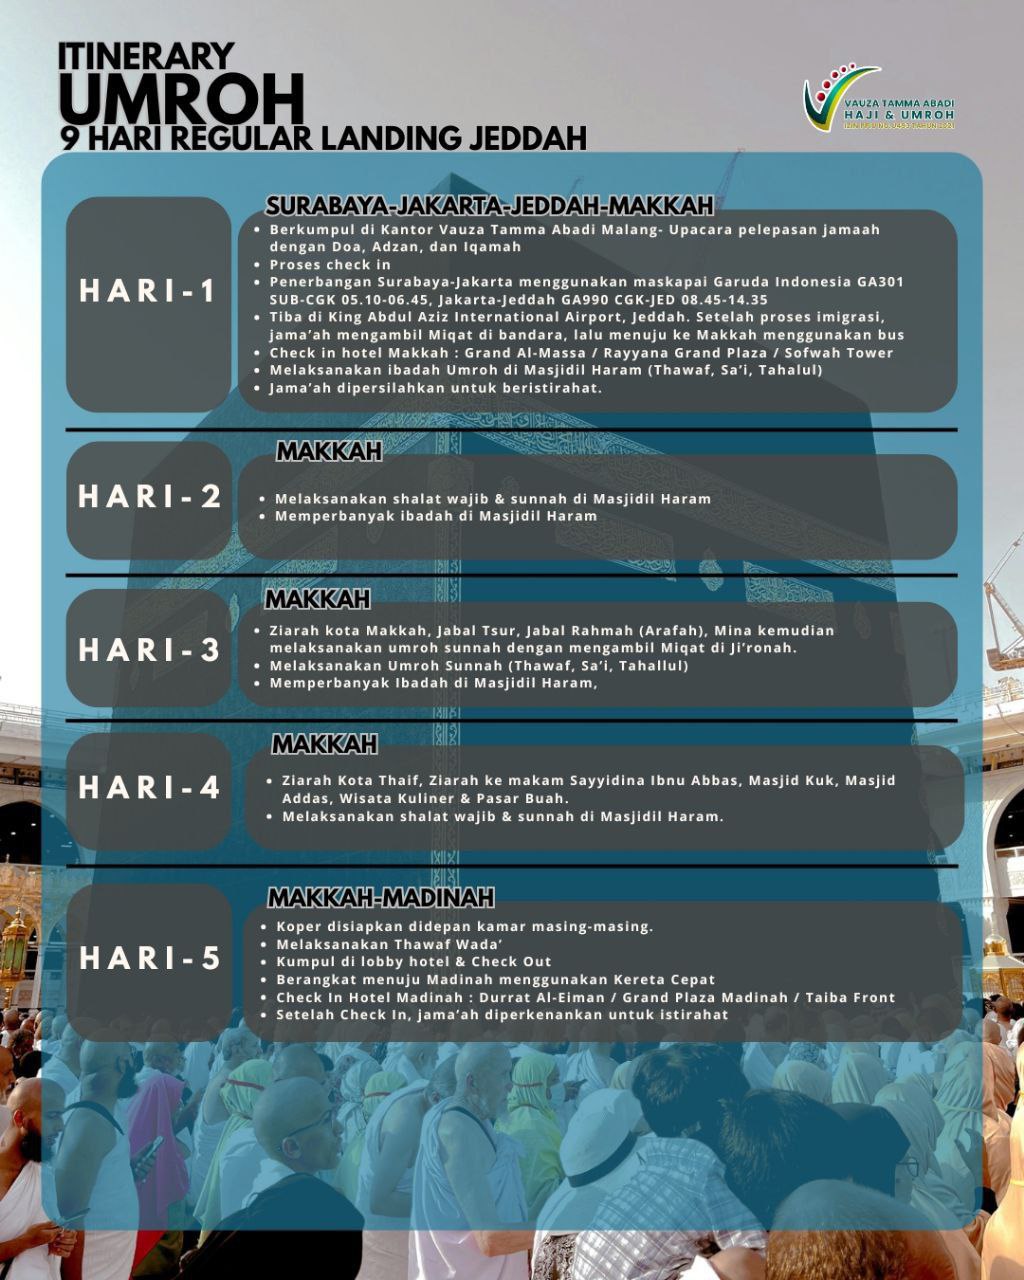 ITINERARY
UMROH
9 HARI REGULAR LANDING JEDDAH
VAUZA TAMMA ABADI
HAJI & UMROH
HARI-1
SURABAYA-JAKARTA-JEDDAH-MAKKAH
• Berkumpul di Kantor Vauza Tamma Abadi Malang- Upacara pelepasan jamaah
dengan Doa, Adzan, dan Iqamah
• Proses check in
• Penerbangan Surabaya-Jakarta menggunakan maskapai Garuda Indonesia GA301
SUB-CGK 05.10-06.45, Jakarta-Jeddah GA990 CGK-JED 08.45-14.35
• Tiba di King Abdul Aziz International Airport, Jeddah. Setelah proses imigrasi,
jama’ah mengambil Miqat di bandara, lalu menuju ke Makkah menggunakan bus
• Check in hotel Makkah : Grand Al-Massa / Rayyana Grand Plaza / Sofwah Tower
• Melaksanakan ibadah Umroh di Masjidil Haram (Thawaf, Sa’i, Tahalul)
• Jama’ah dipersilahkan untuk beristirahat.
HARI-2
MAKKAH
• Melaksanakan shalat wajib & sunnah di Masjidil Haram
• Memperbanyak ibadah di Masjidil Haram
HARI-3
MAKKAH
• Ziarah kota Makkah, Jabal Tsur, Jabal Rahmah (Arafah), Mina kemudian
melaksanakan umroh sunnah dengan mengambil Miqat di Ji’ronah.
• Melaksanakan Umroh Sunnah (Thawaf, Sa’i, Tahallul)
• Memperbanyak Ibadah di Masjidil Haram,
HARI-4
MAKKAH
• Ziarah Kota Thaif, Ziarah ke makam Sayyidina Ibnu Abbas, Masjid Kuk, Masjid
Addas, Wisata Kuliner & Pasar Buah.
• Melaksanakan shalat wajib & sunnah di Masjidil Haram.
HARI-5
MAKKAH-MADINAH
• Koper disiapkan didepan kamar masing-masing.
• Melaksanakan Thawaf Wada’
• Kumpul di lobby hotel & Check Out
• Berangkat menuju Madinah menggunakan Kereta Cepat
• Check In Hotel Madinah : Durrat Al-Eiman / Grand Plaza Madinah / Taiba Front
• Setelah Check In, jama’ah diperkenankan untuk istirahat